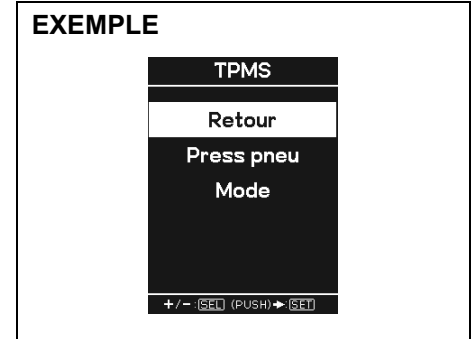 EXEMPLE
TPMS
Retour
Press pneu
Mode
+/-:SEL (PUSH)➔:SET